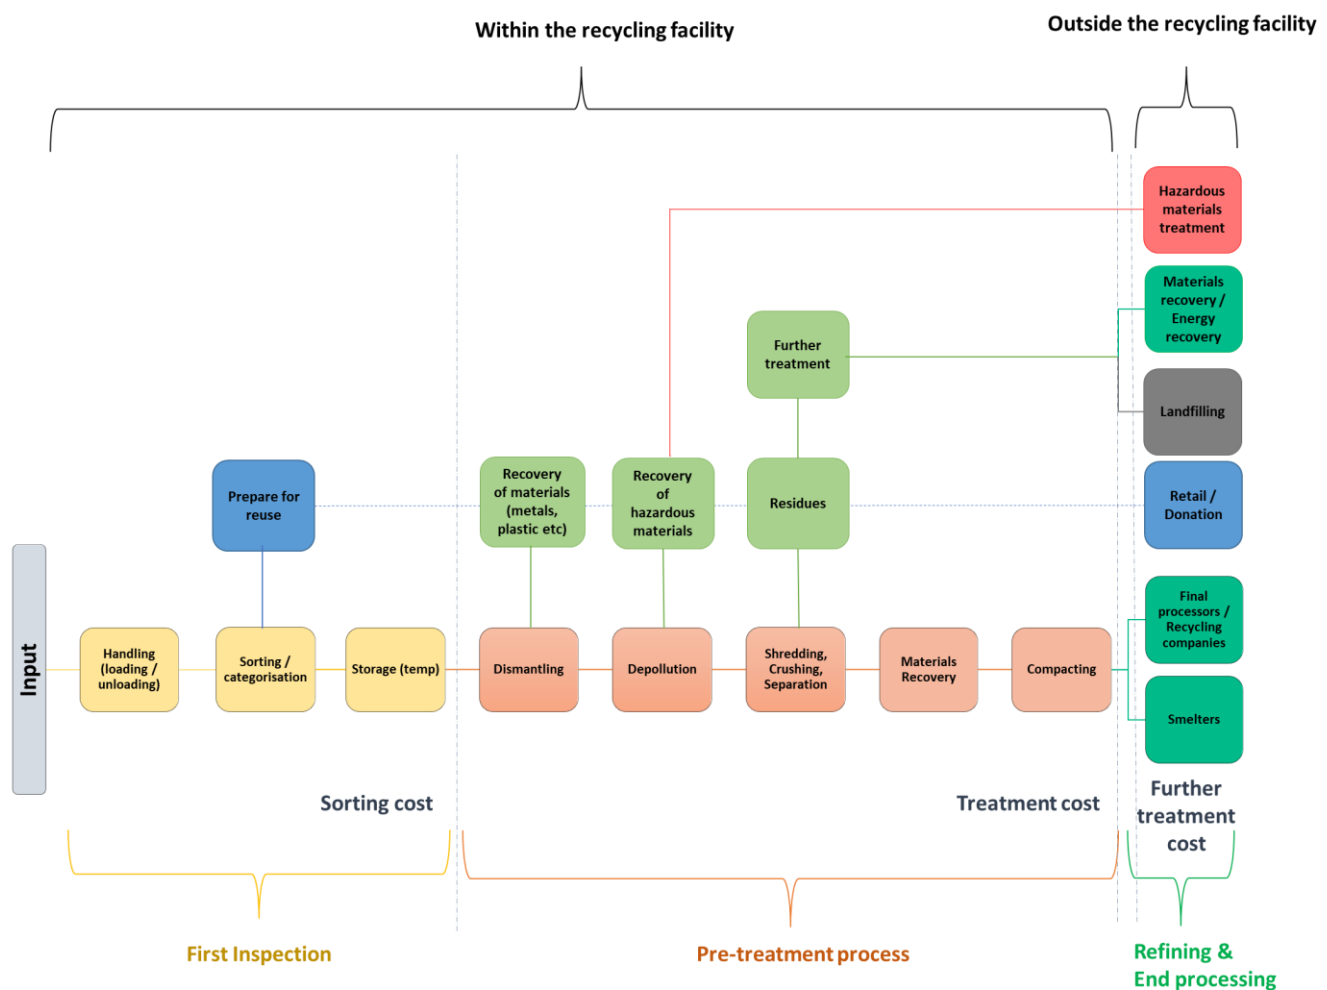 Within the recycling facility
Outside the recycling facility
Hazardous
materials
treatment
Materials
recovery /
Energy
recovery
Further
treatment
Landfilling
Prepare for
reuse
Recovery
of materials
(metals,
plastic etc)
Recovery
of
hazardous
materials
Residues
Retail /
Donation
Input
Handling
(loading /
unloading)
Sorting /
categorisation
Storage (temp)
Dismantling
Depollution
Shredding,
Crushing,
Separation
Materials
Recovery
Compacting
Final
processors /
Recycling
companies
Smelters
Sorting cost
Treatment cost
Further
treatment
cost
First Inspection
Pre-treatment process
Refining &
End processing